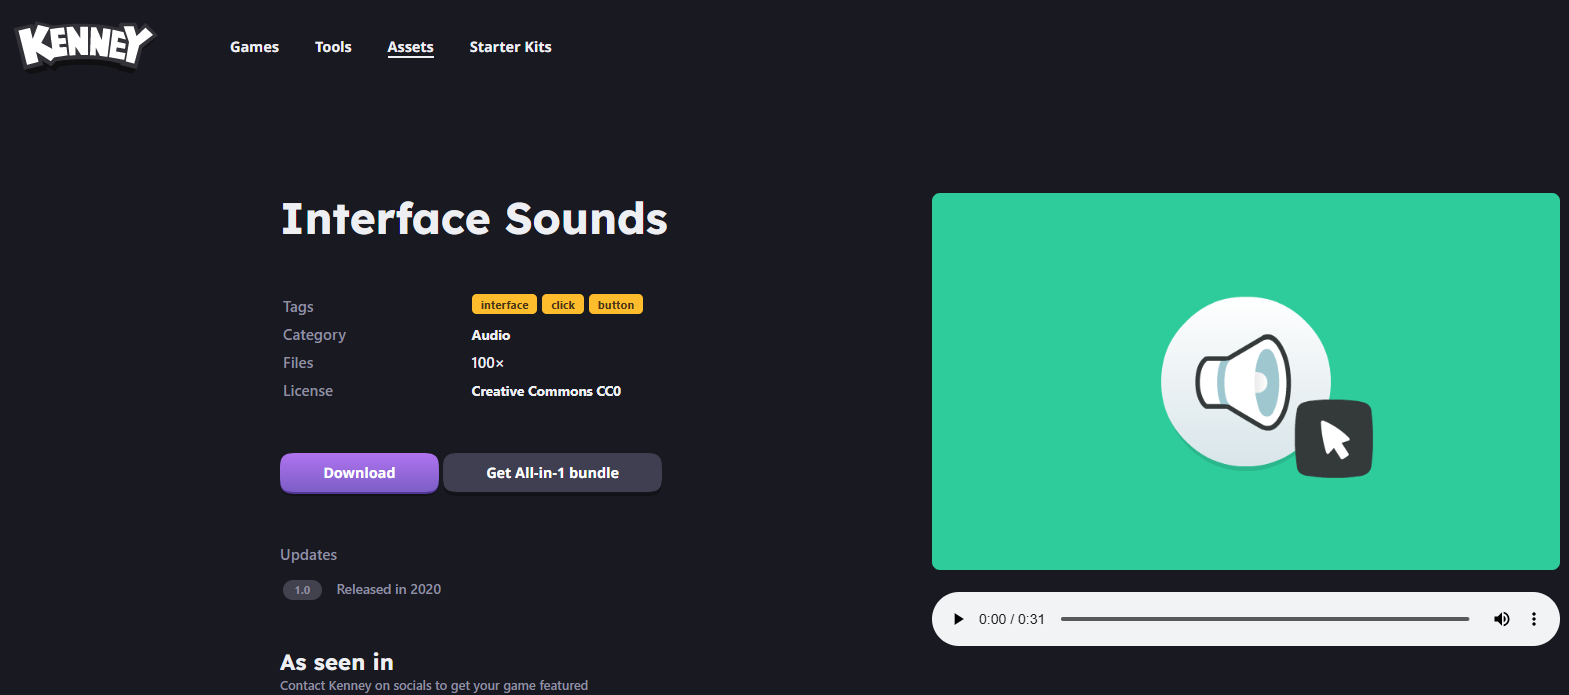 KENNEY
Games Tools Assets Starter Kits
Interface Sounds
Tags interface click button
Category Audio
Files 100×
License Creative Commons CC0
Download Get All-in-1 bundle
Updates
1.0 Released in 2020
0:00 / 0:31
As seen in
Contact Kenney on socials to get your game featured